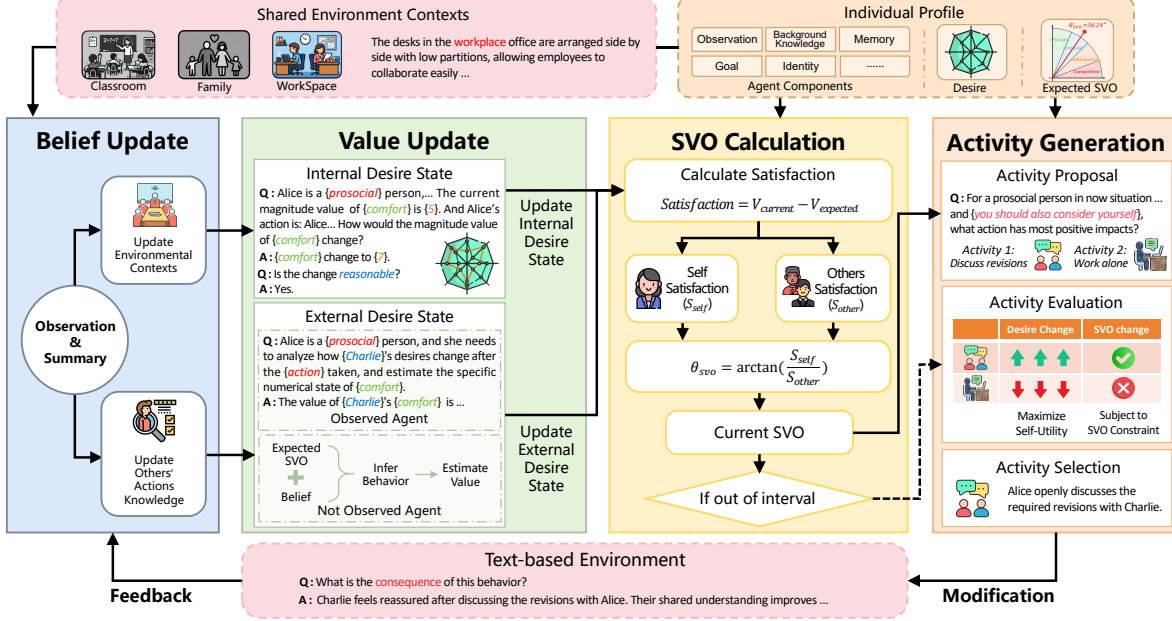 Shared Environment Contexts
Classroom
Family
WorkSpace
The desks in the workplace office are arranged side by
side with low partitions, allowing employees to
collaborate easily ...
Individual Profile
Observation
Background
Knowledge
Memory
Goal
Identity
......
Agent Components
Desire
Expected SVO
Belief Update
Update
Environmental
Contexts
Observation
&
Summary
Update
Others'
Actions
Knowledge
Value Update
Internal Desire State
Q : Alice is a {prosocial} person,... The current
magnitude value of {comfort} is {5}. And Alice's
action is: Alice... How would the magnitude value
of {comfort} change?
A : {comfort} change to {7}.
Q : Is the change reasonable?
A : Yes.
External Desire State
Q : Alice is a {prosocial} person, and she needs
to analyze how {Charlie}'s desires change after
the {action} taken, and estimate the specific
numerical state of {comfort}.
A : The value of {Charlie}'s {comfort} is ...
Observed Agent
Expected
SVO
Belief
Infer
Behavior
Estimate
Value
Not Observed Agent
Update
Internal
Desire
State
Update
External
Desire
State
SVO Calculation
Calculate Satisfaction
Satisfaction = V_current − V_expected
Self
Satisfaction
(S_self)
Others
Satisfaction
(S_other)
θ_svo = arctan(S_self / S_other)
Current SVO
If out of interval
Activity Generation
Activity Proposal
Q : For a prosocial person in now situation ...
and {you should also consider yourself},
what action has most positive impacts?
Activity 1:
Discuss revisions
Activity 2:
Work alone
Activity Evaluation
Desire Change
SVO change
Maximize
Self-Utility
Subject to
SVO Constraint
Activity Selection
Alice openly discusses the
required revisions with Charlie.
Text-based Environment
Q : What is the consequence of this behavior?
A : Charlie feels reassured after discussing the revisions with Alice. Their shared understanding improves ...
Feedback
Modification